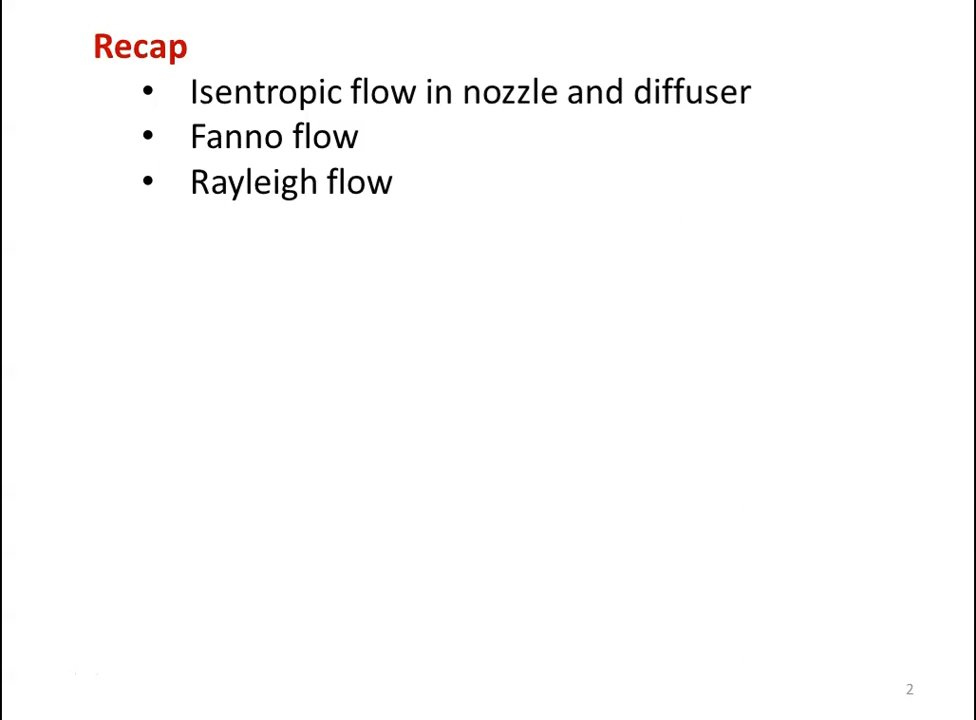 Recap
• Isentropic flow in nozzle and diffuser
• Fanno flow
• Rayleigh flow
2